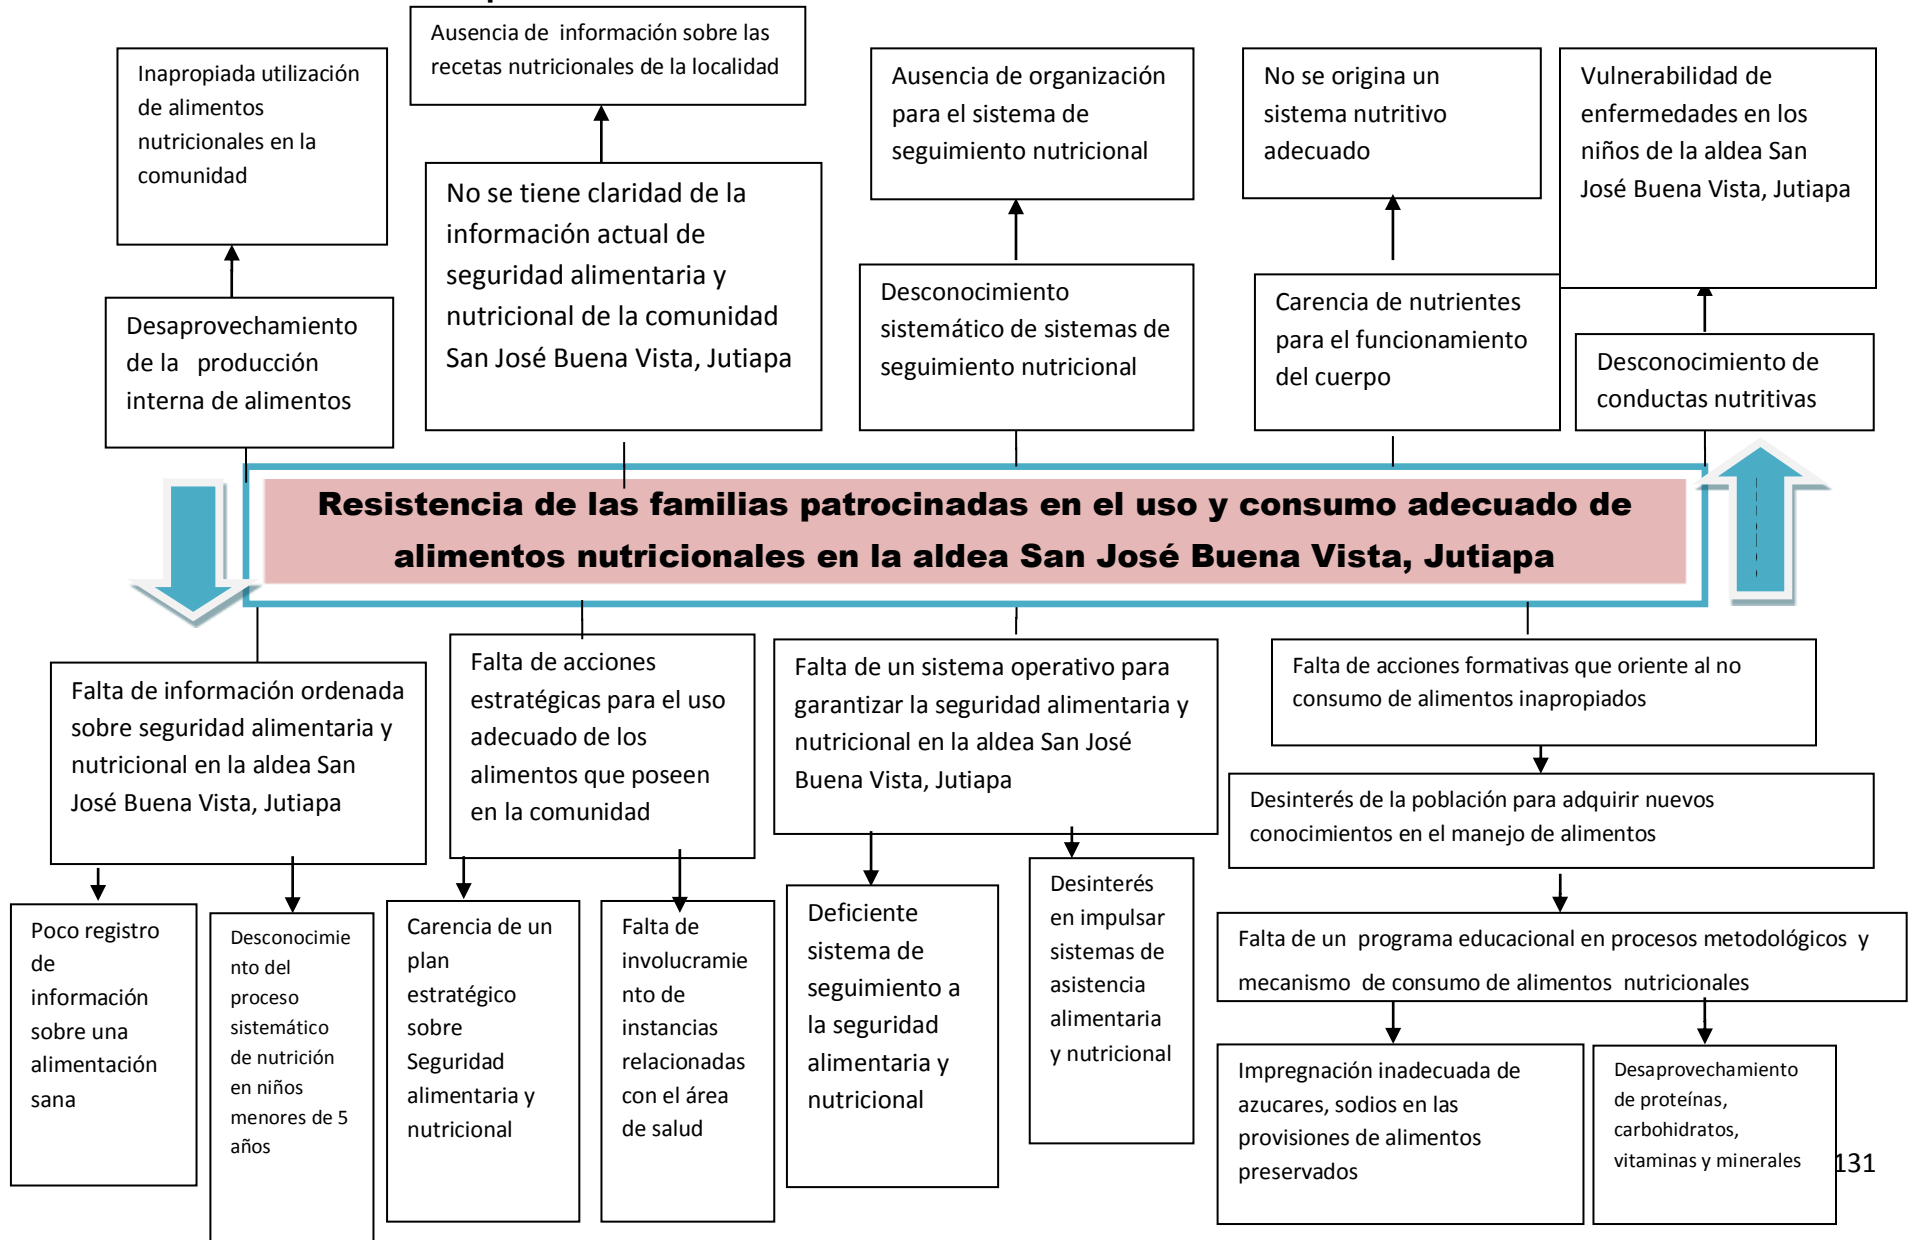 Ausencia de  información sobre las
recetas nutricionales de la localidad
Inapropiada utilización
de alimentos
nutricionales en la
comunidad
Ausencia de organización
para el sistema de
seguimiento nutricional
No se origina un
sistema nutritivo
adecuado
Vulnerabilidad de
enfermedades en los
niños de la aldea San
José Buena Vista, Jutiapa
Desaprovechamiento
de la   producción
interna de alimentos
No se tiene claridad de la
información actual de
seguridad alimentaria y
nutricional de la comunidad
San José Buena Vista, Jutiapa
Desconocimiento
sistemático de sistemas de
seguimiento nutricional
Carencia de nutrientes
para el funcionamiento
del cuerpo
Desconocimiento de
conductas nutritivas
Resistencia de las familias patrocinadas en el uso y consumo adecuado de
alimentos nutricionales en la aldea San José Buena Vista, Jutiapa
Falta de información ordenada
sobre seguridad alimentaria y
nutricional en la aldea San
José Buena Vista, Jutiapa
Falta de acciones
estratégicas para el uso
adecuado de los
alimentos que poseen
en la comunidad
Falta de un sistema operativo para
garantizar la seguridad alimentaria y
nutricional en la aldea San José
Buena Vista, Jutiapa
Falta de acciones formativas que oriente al no
consumo de alimentos inapropiados
Desinterés de la población para adquirir nuevos
conocimientos en el manejo de alimentos
Poco registro
de
información
sobre una
alimentación
sana
Desconocimie
nto del
proceso
sistemático
de nutrición
en niños
menores de 5
años
Carencia de un
plan
estratégico
sobre
Seguridad
alimentaria y
nutricional
Falta de
involucramie
nto de
instancias
relacionadas
con el área
de salud
Deficiente
sistema de
seguimiento a
la seguridad
alimentaria y
nutricional
Desinterés
en impulsar
sistemas de
asistencia
alimentaria
y nutricional
Falta de un  programa educacional en procesos metodológicos  y
mecanismo  de consumo de alimentos  nutricionales
Impregnación inadecuada de
azucares, sodios en las
provisiones de alimentos
preservados
Desaprovechamiento
de proteínas,
carbohidratos,
vitaminas y minerales
131